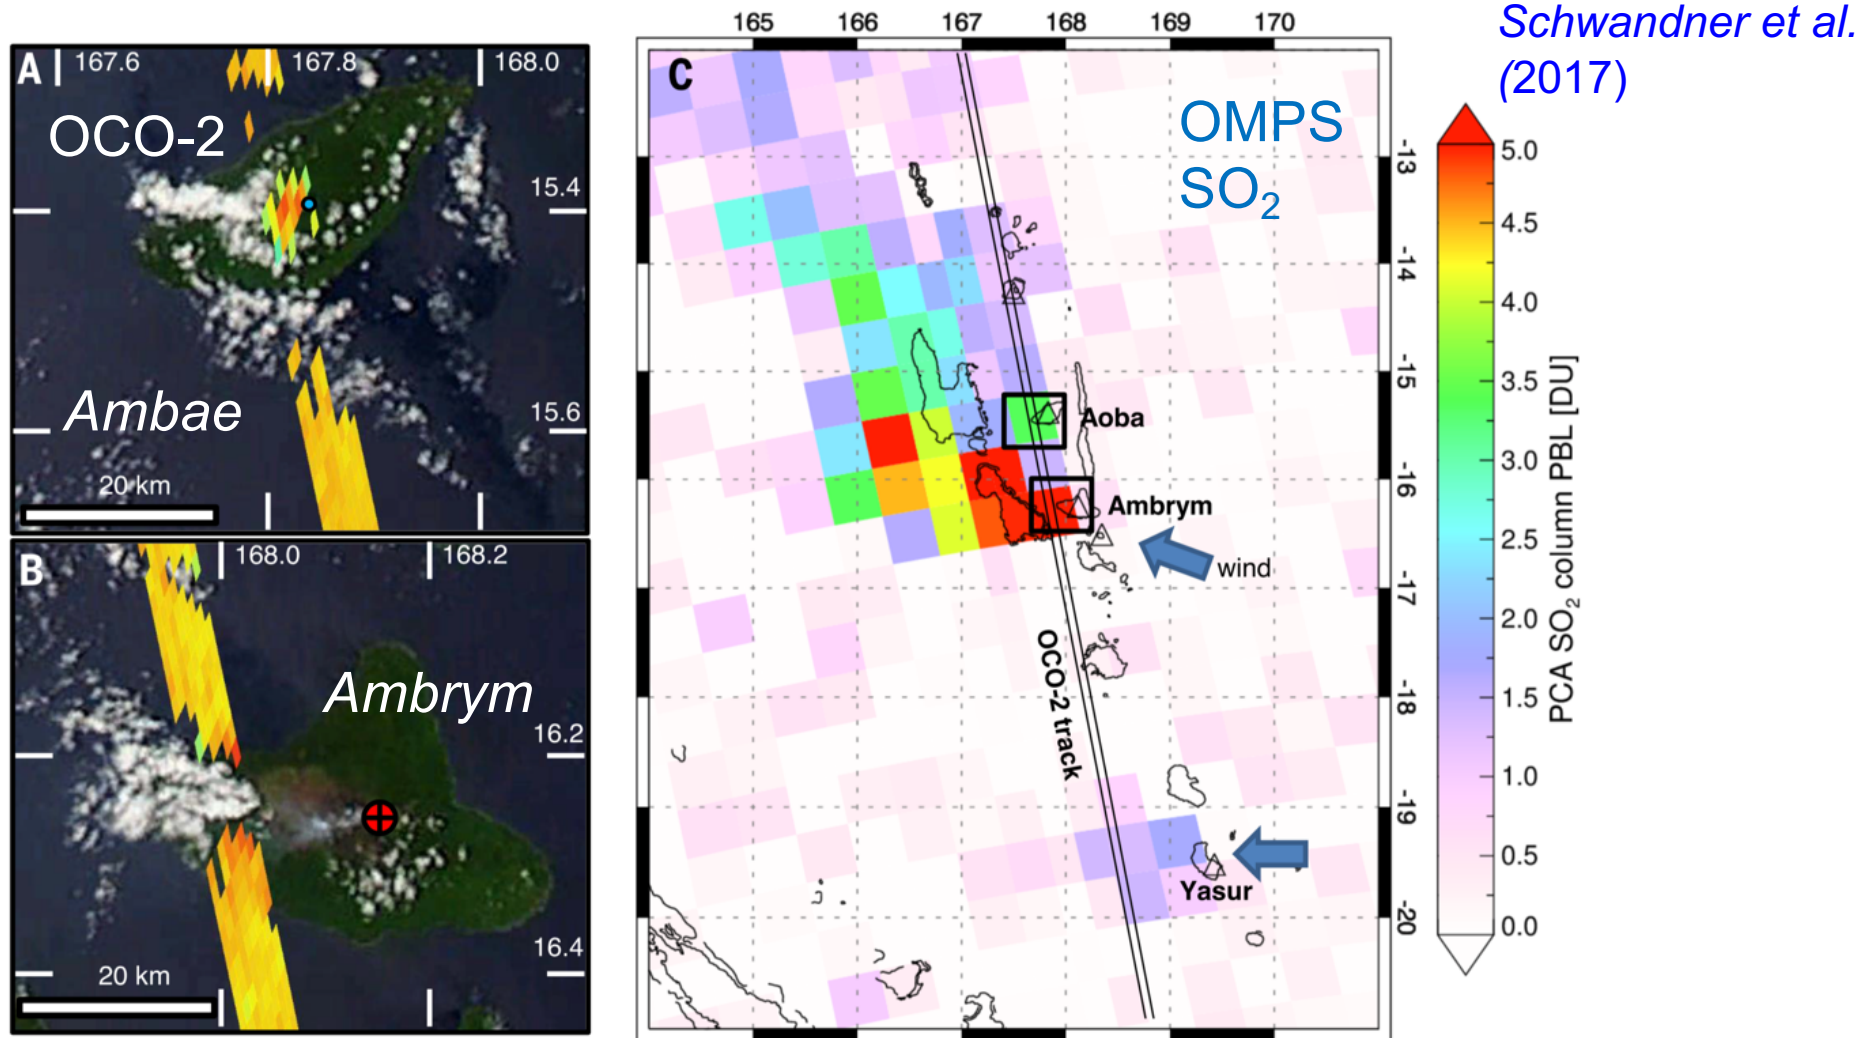 Schwandner et al.
(2017)
A
167.6
167.8
168.0
OCO-2
15.4
Ambae
15.6
20 km
B
168.0
168.2
Ambrym
16.2
16.4
20 km
165 166 167 168 169 170
C
OMPS
SO₂
-13
-14
-15
-16
-17
-18
-19
-20
Aoba
Ambrym
wind
OCO-2 track
Yasur
5.0
4.5
4.0
3.5
3.0
2.5
2.0
1.5
1.0
0.5
0.0
PCA SO₂ column PBL [DU]